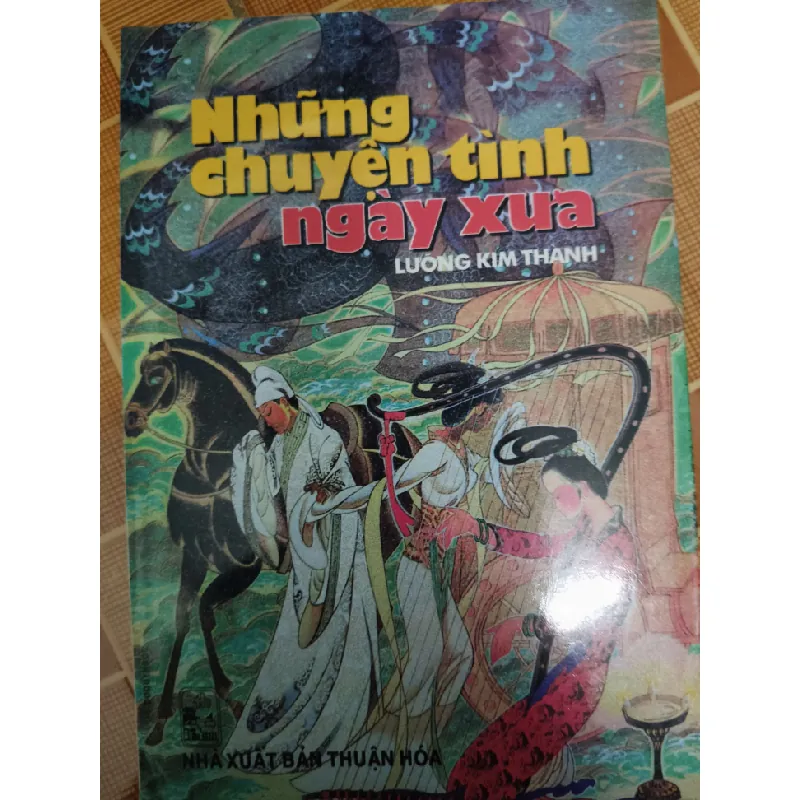 Những
chuyện tình
ngày xưa
LƯƠNG KIM THANH
NHÀ XUẤT BẢN THUẬN HÓA